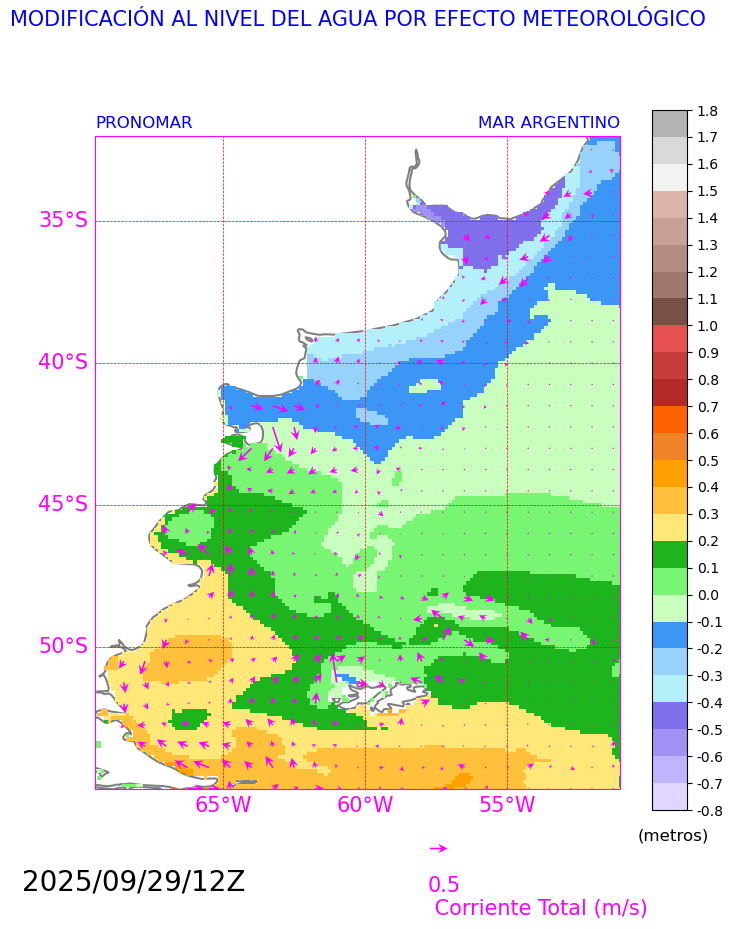 MODIFICACIÓN AL NIVEL DEL AGUA POR EFECTO METEOROLÓGICO
PRONOMAR
MAR ARGENTINO
35°S
40°S
45°S
50°S
65°W
60°W
55°W
1.8
1.7
1.6
1.5
1.4
1.3
1.2
1.1
1.0
0.9
0.8
0.7
0.6
0.5
0.4
0.3
0.2
0.1
0.0
-0.1
-0.2
-0.3
-0.4
-0.5
-0.6
-0.7
-0.8
(metros)
2025/09/29/12Z
0.5
Corriente Total (m/s)